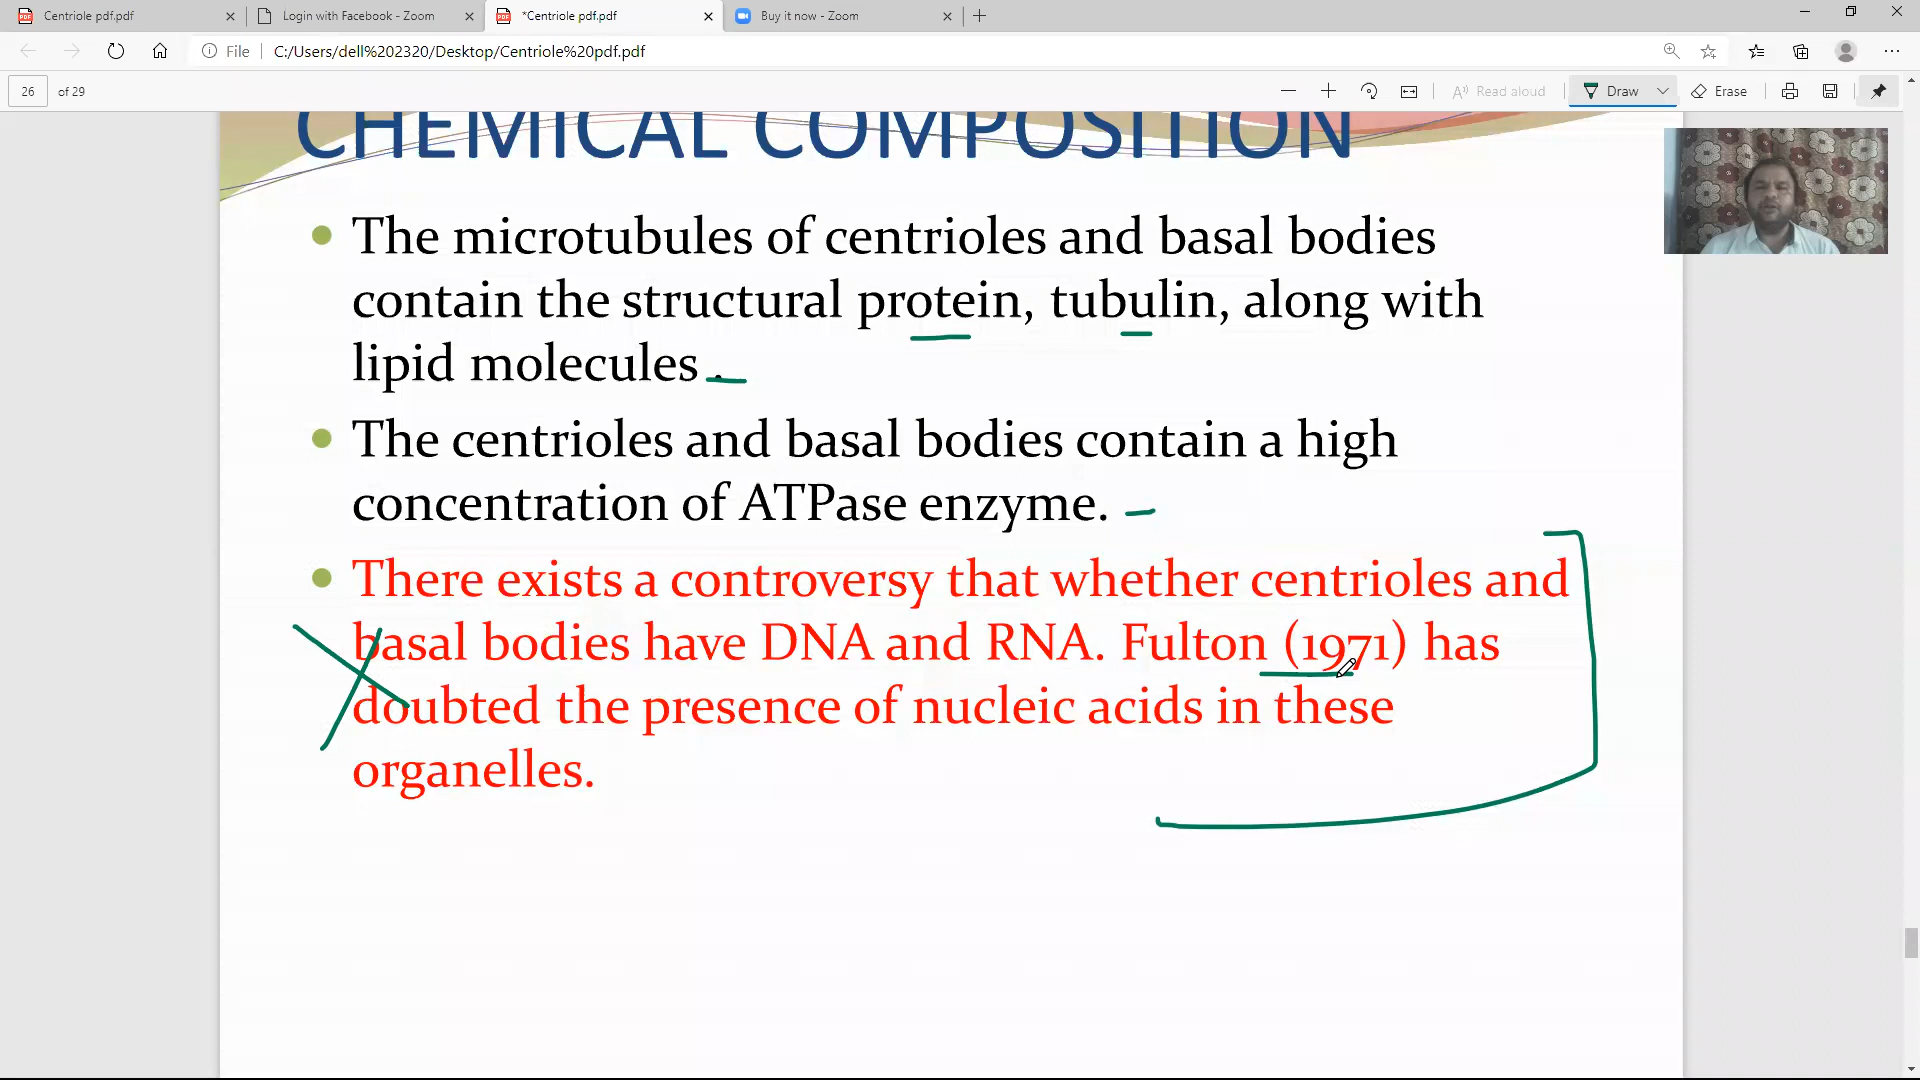 Centriole pdf.pdf
Login with Facebook - Zoom
*Centriole pdf.pdf
Buy it now - Zoom
File
C:/Users/dell%202320/Desktop/Centriole%20pdf.pdf
26 of 29
Read aloud
Draw
Erase
CHEMICAL COMPOSITION
The microtubules of centrioles and basal bodies
contain the structural protein, tubulin, along with
lipid molecules .
The centrioles and basal bodies contain a high
concentration of ATPase enzyme.
There exists a controversy that whether centrioles and
basal bodies have DNA and RNA. Fulton (1971) has
doubted the presence of nucleic acids in these
organelles.